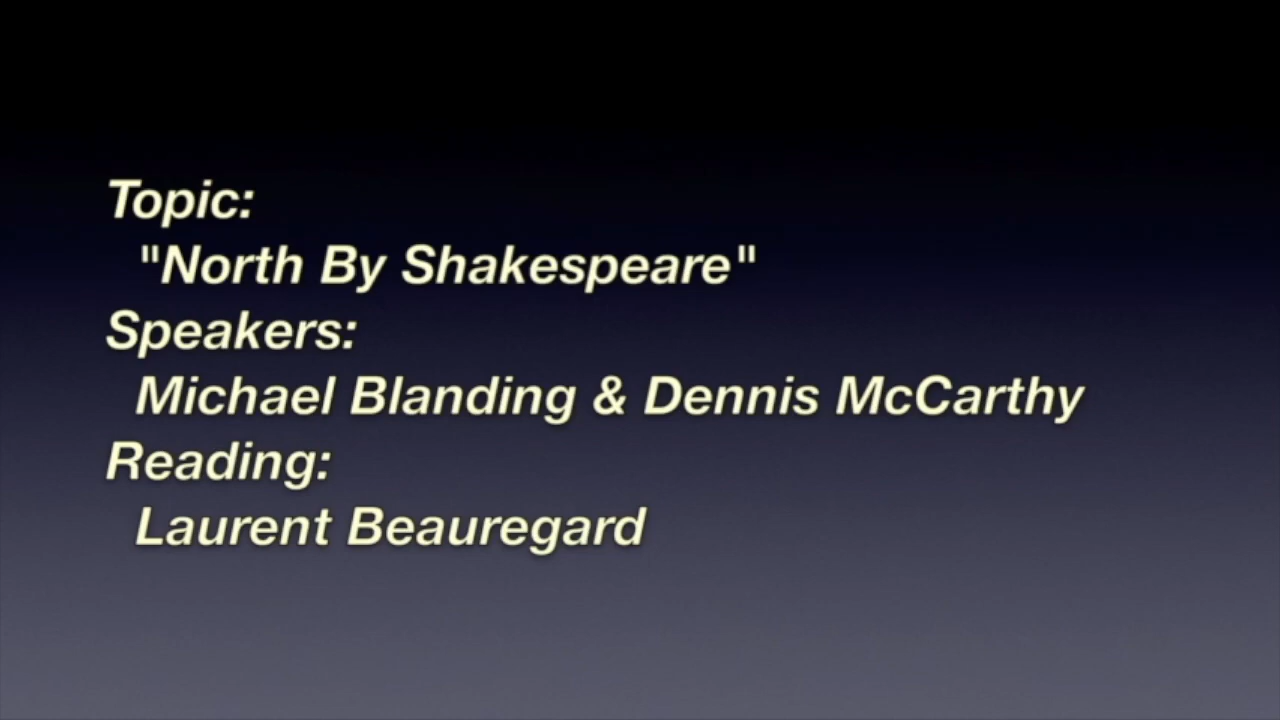 Topic:
"North By Shakespeare"
Speakers:
Michael Blanding & Dennis McCarthy
Reading:
Laurent Beauregard